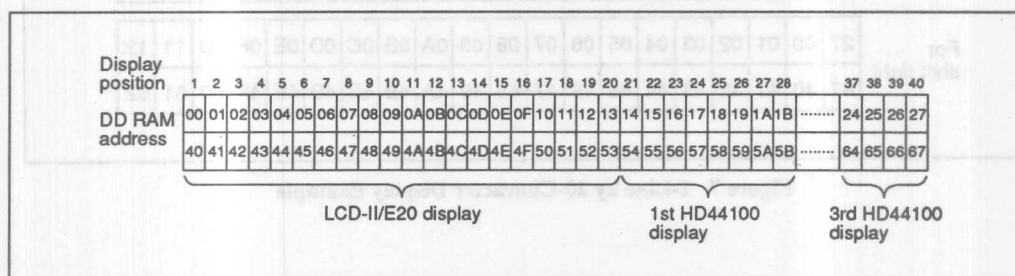 Display
position 1 2 3 4 5 6 7 8 9 10 11 12 13 14 15 16 17 18 19 20 21 22 23 24 25 26 27 28 37 38 39 40
DD RAM 00 01 02 03 04 05 06 07 08 09 0A 0B 0C 0D 0E 0F 10 11 12 13 14 15 16 17 18 19 1A 1B ········ 24 25 26 27
address
40 41 42 43 44 45 46 47 48 49 4A 4B 4C 4D 4E 4F 50 51 52 53 54 55 56 57 58 59 5A 5B ········ 64 65 66 67
LCD-II/E20 display 1st HD44100 3rd HD44100
display display